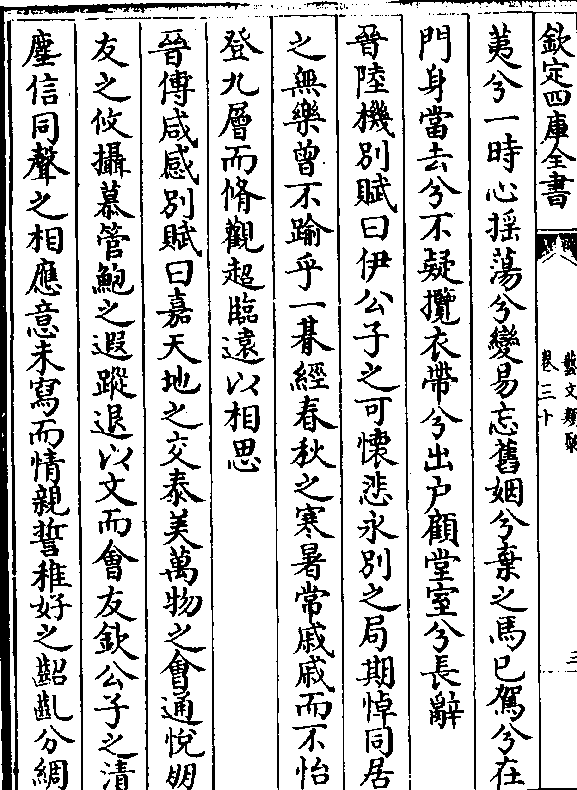 欽定四庫全書
藝文類聚
卷三十
三
荑兮一時心揺蕩兮變易忘舊姻兮棄之馬已駕兮在
門身當去兮不疑攬衣帶兮出户顧堂室兮長辭
晉陸機別賦曰伊公子之可懷悲永別之局期悼同居
之無樂曾不踰乎一朞經春秋之寒暑常戚戚而不怡
登九層而脩觀超臨遠以相思
晉傅咸感別賦曰嘉天地之交泰美萬物之會通悦朋
友之攸攝慕管鮑之遐蹤退以文而會友欽公子之清
塵信同聲之相應意未寫而情親誓稚好之齠齔分綢